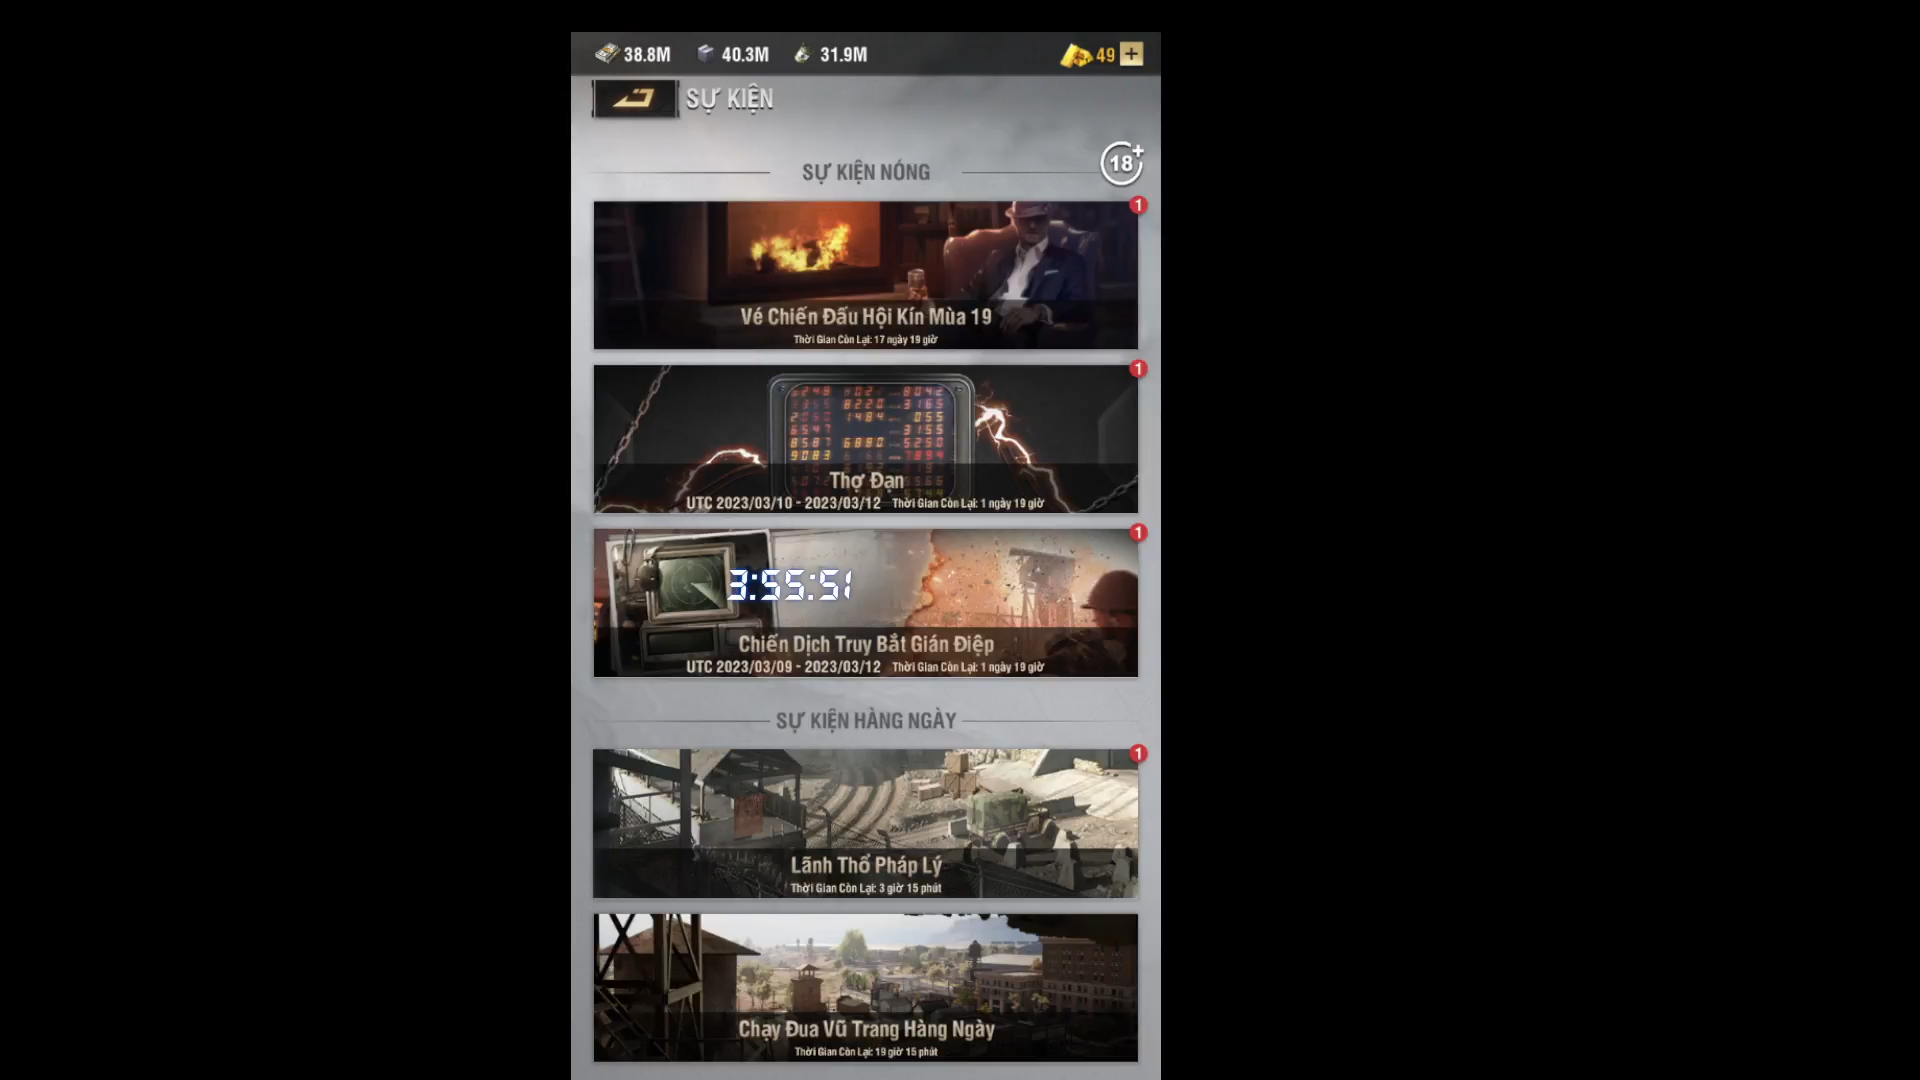 38.8M 40.3M 31.9M 49 +
SỰ KIỆN
18+
SỰ KIỆN NÓNG
1
Vé Chiến Đấu Hội Kín Mùa 19
Thời Gian Còn Lại: 17 ngày 19 giờ
1
Thợ Đạn
UTC 2023/03/10 - 2023/03/12 Thời Gian Còn Lại: 1 ngày 19 giờ
1
3:55:51
Chiến Dịch Truy Bắt Gián Điệp
UTC 2023/03/09 - 2023/03/12 Thời Gian Còn Lại: 1 ngày 19 giờ
SỰ KIỆN HÀNG NGÀY
1
Lãnh Thổ Pháp Lý
Thời Gian Còn Lại: 3 giờ 15 phút
Chạy Đua Vũ Trang Hàng Ngày
Thời Gian Còn Lại: 19 giờ 15 phút